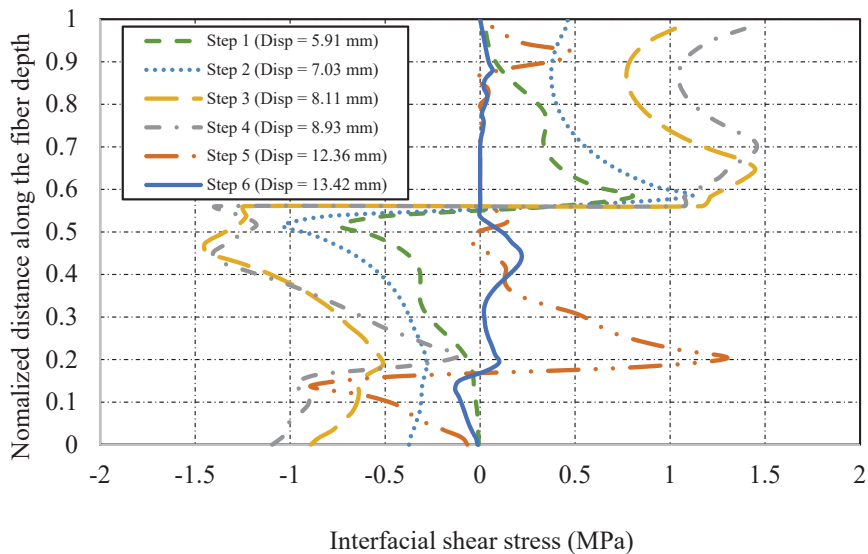 Nomalized distance along the fiber depth
1
0.9
0.8
0.7
0.6
0.5
0.4
0.3
0.2
0.1
0
Step 1 (Disp = 5.91 mm)
Step 2 (Disp = 7.03 mm)
Step 3 (Disp = 8.11 mm)
Step 4 (Disp = 8.93 mm)
Step 5 (Disp = 12.36 mm)
Step 6 (Disp = 13.42 mm)
-2 -1.5 -1 -0.5 0 0.5 1 1.5 2
Interfacial shear stress (MPa)